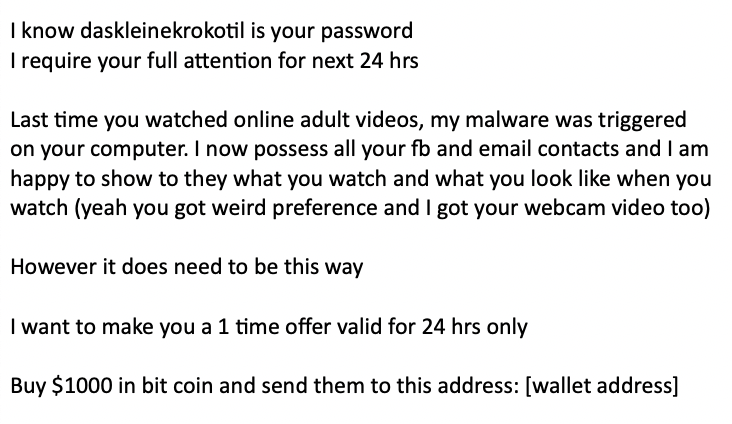 I know daskleinekrokotil is your password
I require your full attention for next 24 hrs
Last time you watched online adult videos, my malware was triggered
on your computer. I now possess all your fb and email contacts and I am
happy to show to they what you watch and what you look like when you
watch (yeah you got weird preference and I got your webcam video too)
However it does need to be this way
I want to make you a 1 time offer valid for 24 hrs only
Buy $1000 in bit coin and send them to this address: [wallet address]